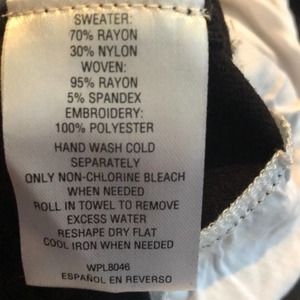 SWEATER:
70% RAYON
30% NYLON
WOVEN:
95% RAYON
5% SPANDEX
EMBROIDERY:
100% POLYESTER
HAND WASH COLD
SEPARATELY
ONLY NON-CHLORINE BLEACH
WHEN NEEDED
ROLL IN TOWEL TO REMOVE
EXCESS WATER
RESHAPE DRY FLAT
COOL IRON WHEN NEEDED
WPL8046
ESPAÑOL EN REVERSO